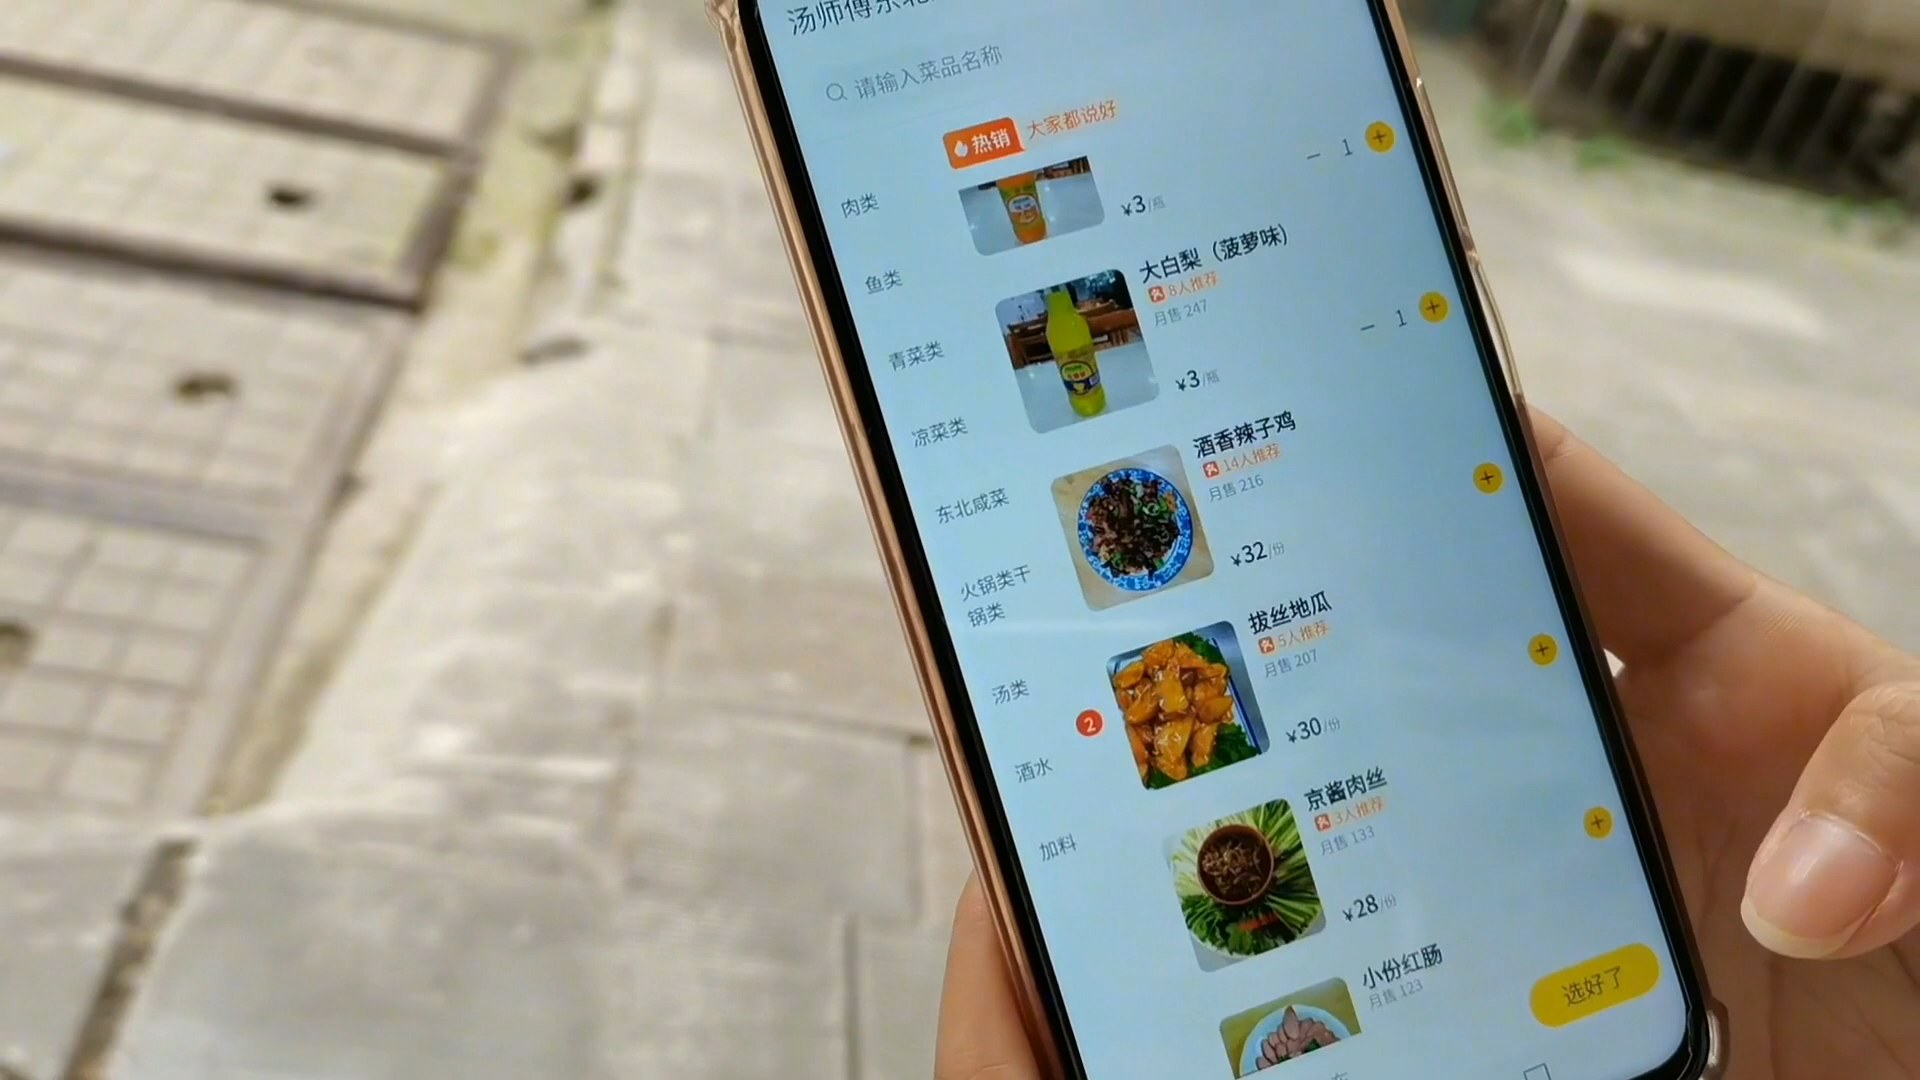 汤师傅东北
请输入菜品名称
热销 大家都说好
肉类
鱼类
青菜类
凉菜类
东北咸菜
火锅类干
锅类
汤类
2
酒水
加料
¥3/瓶
1
大白梨（菠萝味）
8人推荐
月售 247
¥3/瓶
1
酒香辣子鸡
14人推荐
月售 216
¥32/份
拔丝地瓜
5人推荐
月售 207
¥30/份
京酱肉丝
3人推荐
月售 133
¥28/份
小份红肠
月售 123
选好了